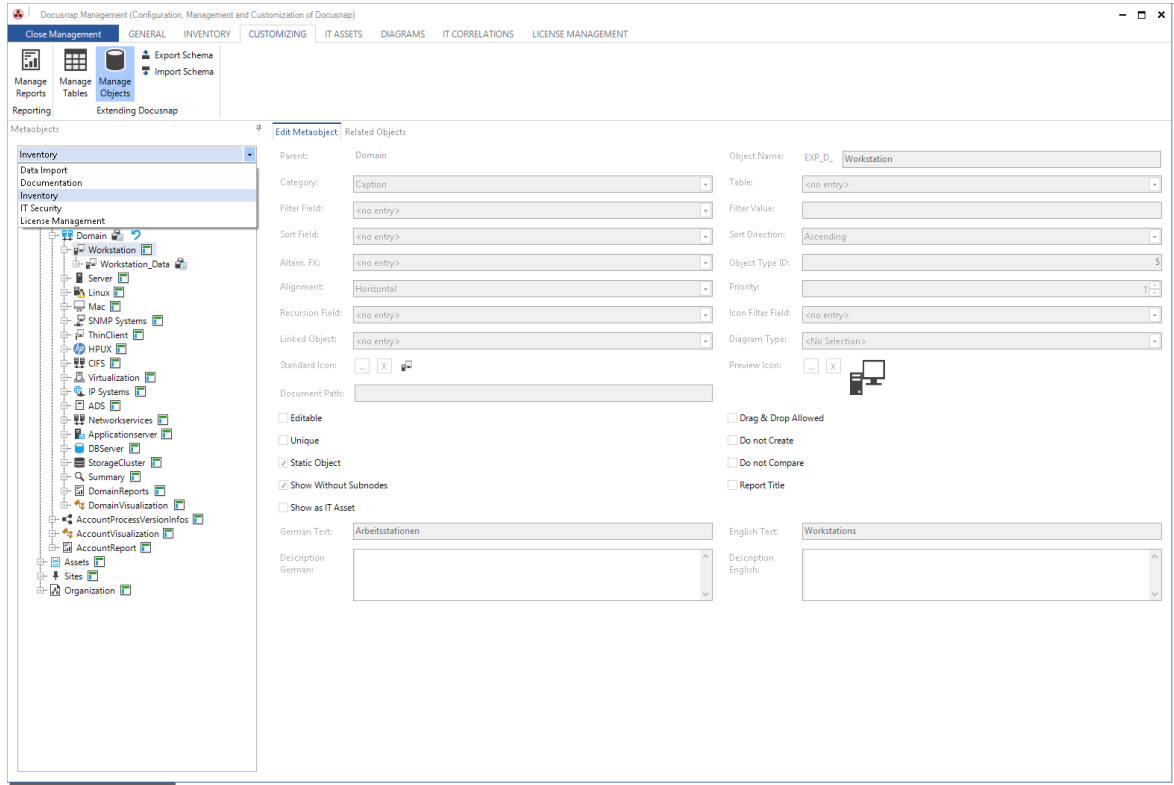 Docusnap Management (Configuration, Management and Customization of Docusnap)
Close Management GENERAL INVENTORY CUSTOMIZING IT ASSETS DIAGRAMS IT CORRELATIONS LICENSE MANAGEMENT
Manage Reports
Manage Tables
Manage Objects
Export Schema
Import Schema
Reporting
Extending Docusnap
Metaobjects
Inventory
Data Import
Documentation
Inventory
IT Security
License Management
Domain
Workstation
Workstation_Data
Server
Linux
Mac
SNMP Systems
ThinClient
HPUX
CIFS
Virtualization
IP Systems
ADS
Networkservices
Applicationserver
DBServer
StorageCluster
Summary
DomainReports
DomainVisualization
AccountProcessVersionInfos
AccountVisualization
AccountReport
Assets
Sites
Organization
Edit Metaobject Related Objects
Parent: Domain Object Name: EXP_D_ Workstation
Category: Caption Table: <no entry>
Filter Field: <no entry> Filter Value:
Sort Field: <no entry> Sort Direction: Ascending
Altern. FK: <no entry> Object Type ID: 5
Alignment: Horizontal Priority: 1
Recursion Field: <no entry> Icon Filter Field: <no entry>
Linked Object: <no entry> Diagram Type: <No Selection>
Standard Icon: ... X Preview Icon: ... X
Document Path:
Editable Drag & Drop Allowed
Unique Do not Create
Static Object Do not Compare
Show Without Subnodes Report Title
Show as IT Asset
German Text: Arbeitsstationen English Text: Workstations
Description German: Description English: